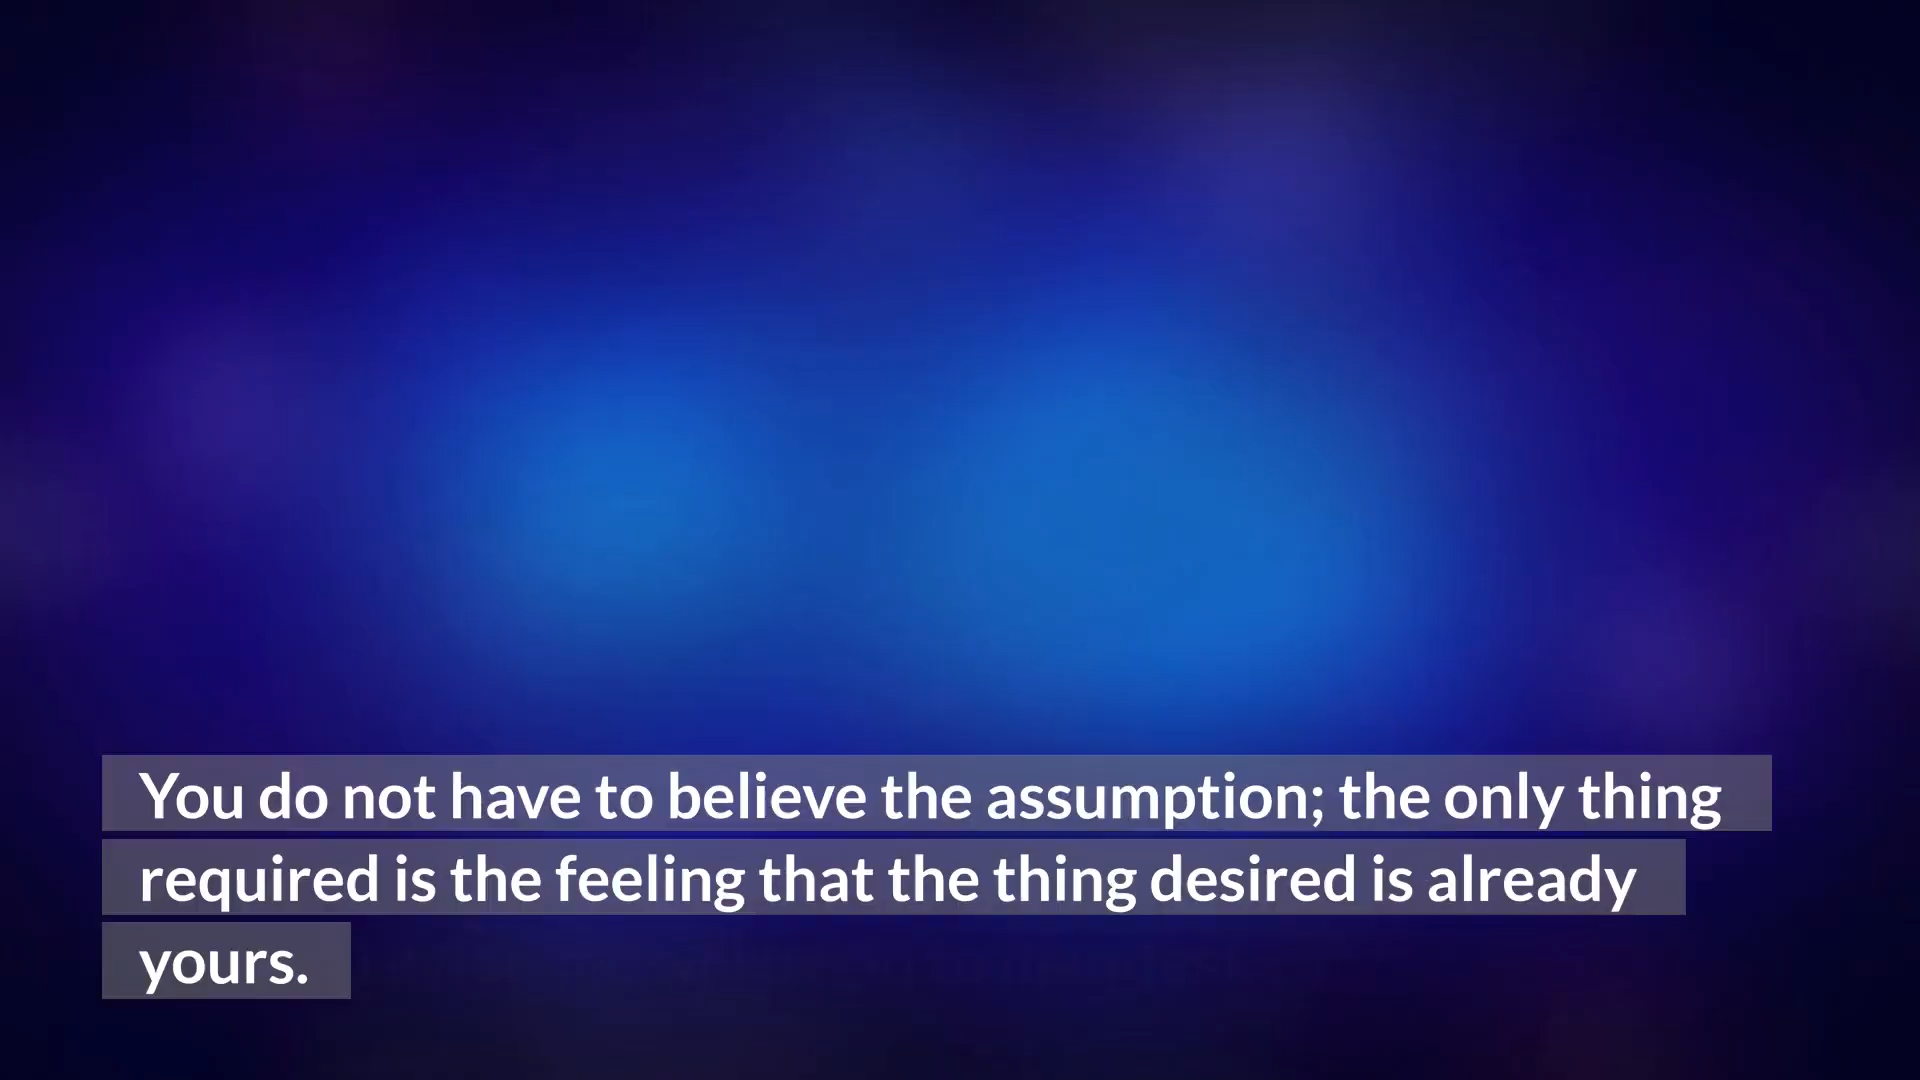 You do not have to believe the assumption; the only thing
required is the feeling that the thing desired is already
yours.